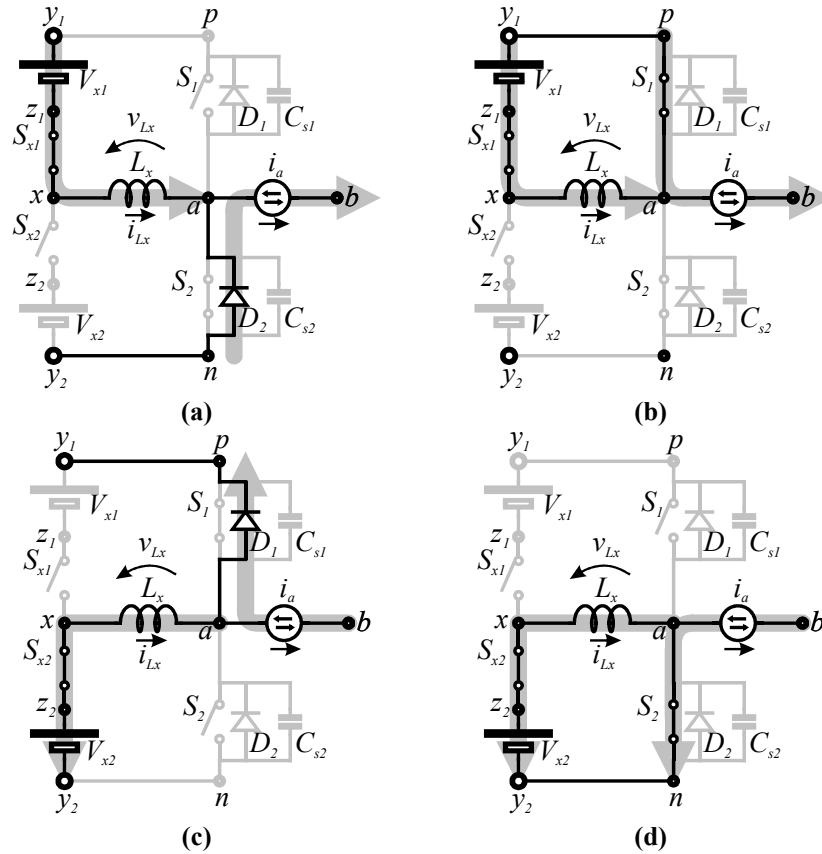 y1 p
S1
Vx1
D1 Cs1
z1
Sx1
vLx
Lx
ia
x a b
iLx
Sx2
S2
z2
D2 Cs2
Vx2
y2 n
(a)
y1 p
S1
Vx1
D1 Cs1
z1
Sx1
vLx
Lx
ia
x a b
iLx
Sx2
S2
z2
D2 Cs2
Vx2
y2 n
(b)
y1 p
S1
Vx1
D1 Cs1
z1
Sx1
vLx
Lx
ia
x a b
iLx
Sx2
S2
z2
D2 Cs2
Vx2
y2 n
(c)
y1 p
S1
Vx1
D1 Cs1
z1
Sx1
vLx
Lx
ia
x a b
iLx
Sx2
S2
z2
D2 Cs2
Vx2
y2 n
(d)